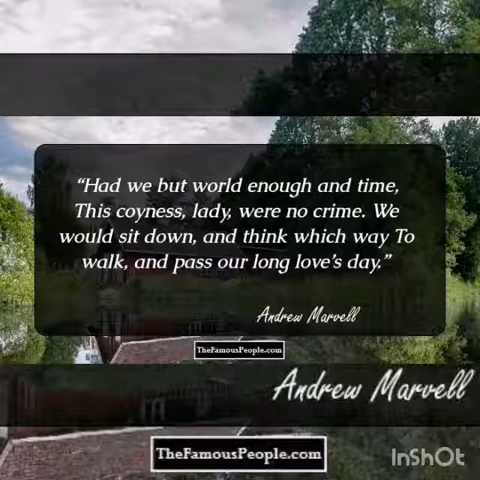 “Had we but world enough and time,
This coyness, lady, were no crime. We
would sit down, and think which way To
walk, and pass our long love’s day.”
Andrew Marvell
TheFamousPeople.com
Andrew Marvell
TheFamousPeople.com
InShOt